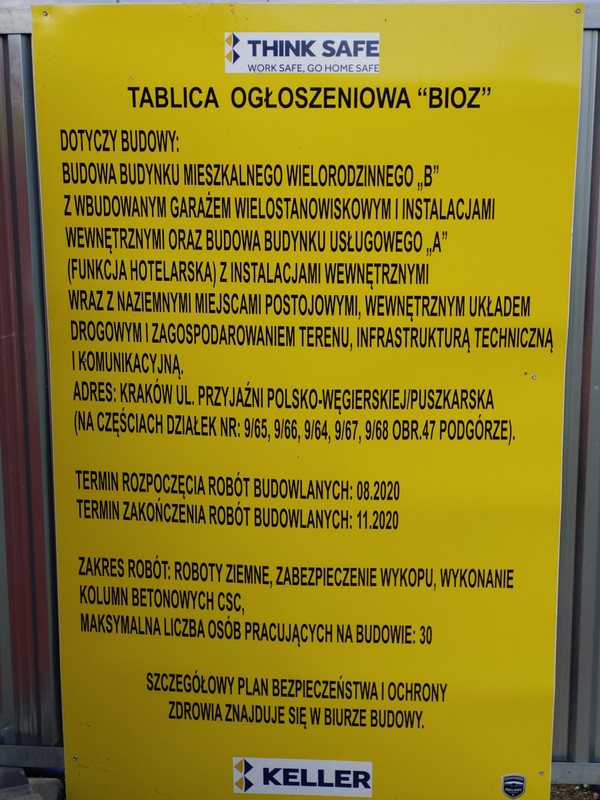 THINK SAFE
WORK SAFE, GO HOME SAFE
TABLICA OGŁOSZENIOWA “BIOZ”
DOTYCZY BUDOWY:
BUDOWA BUDYNKU MIESZKALNEGO WIELORODZINNEGO „B”
Z WBUDOWANYM GARAŻEM WIELOSTANOWISKOWYM I INSTALACJAMI
WEWNĘTRZNYMI ORAZ BUDOWA BUDYNKU USŁUGOWEGO „A”
(FUNKCJA HOTELARSKA) Z INSTALACJAMI WEWNĘTRZNYMI
WRAZ Z NAZIEMNYMI MIEJSCAMI POSTOJOWYMI, WEWNĘTRZNYM UKŁADEM
DROGOWYM I ZAGOSPODAROWANIEM TERENU, INFRASTRUKTURĄ TECHNICZNĄ
I KOMUNIKACYJNĄ.
ADRES: KRAKÓW UL. PRZYJAŹNI POLSKO-WĘGIERSKIEJ/PUSZKARSKA
(NA CZĘŚCIACH DZIAŁEK NR: 9/65, 9/66, 9/64, 9/67, 9/68 OBR.47 PODGÓRZE).
TERMIN ROZPOCZĘCIA ROBÓT BUDOWLANYCH: 08.2020
TERMIN ZAKOŃCZENIA ROBÓT BUDOWLANYCH: 11.2020
ZAKRES ROBÓT: ROBOTY ZIEMNE, ZABEZPIECZENIE WYKOPU, WYKONANIE
KOLUMN BETONOWYCH CSC,
MAKSYMALNA LICZBA OSÓB PRACUJĄCYCH NA BUDOWIE: 30
SZCZEGÓŁOWY PLAN BEZPIECZEŃSTWA I OCHRONY
ZDROWIA ZNAJDUJE SIĘ W BIURZE BUDOWY.
KELLER